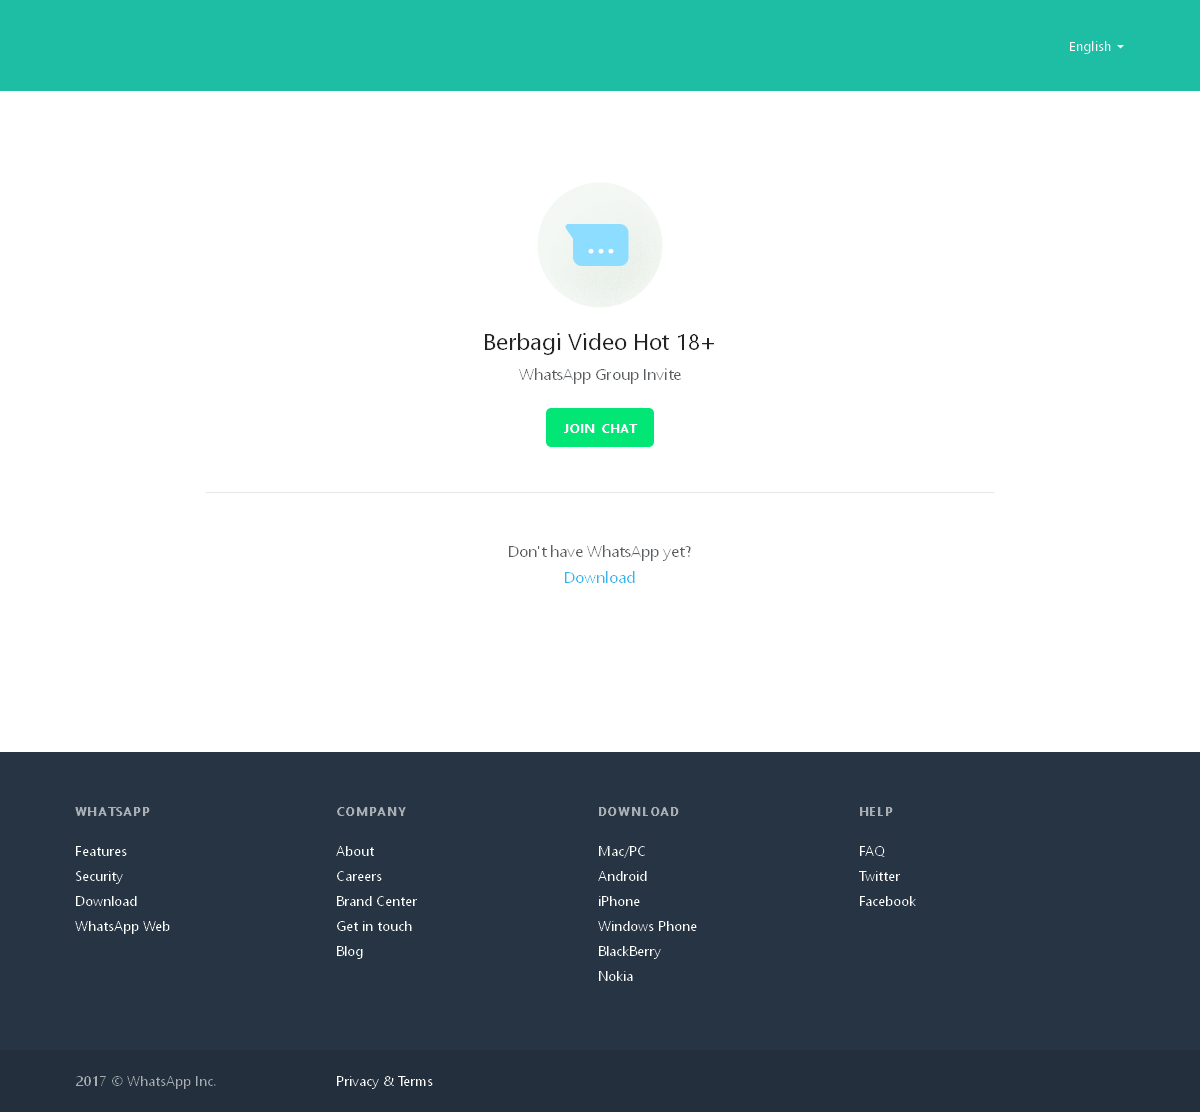 English
Berbagi Video Hot 18+
WhatsApp Group Invite
JOIN CHAT
Don't have WhatsApp yet?
Download
WHATSAPP
Features
Security
Download
WhatsApp Web
COMPANY
About
Careers
Brand Center
Get in touch
Blog
DOWNLOAD
Mac/PC
Android
iPhone
Windows Phone
BlackBerry
Nokia
HELP
FAQ
Twitter
Facebook
2017 © WhatsApp Inc.
Privacy & Terms